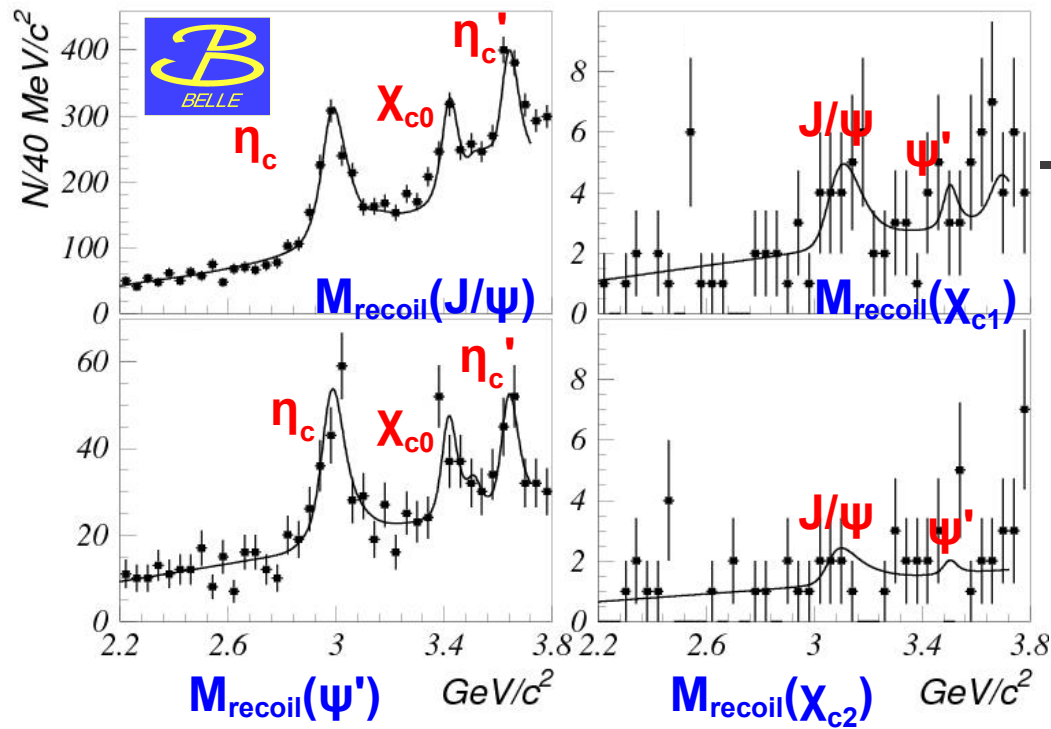 N/40 MeV/c²
400
300
200
100
0
B
BELLE
η_c
χ_c0
η_c'
M_recoil(J/ψ)
8
6
4
2
0
J/ψ
ψ'
M_recoil(χ_c1)
60
40
20
0
η_c
χ_c0
η_c'
2.2
2.6
3
3.4
3.8
M_recoil(ψ')
GeV/c²
8
6
4
2
0
J/ψ
ψ'
2.2
2.6
3
3.4
3.8
M_recoil(χ_c2)
GeV/c²